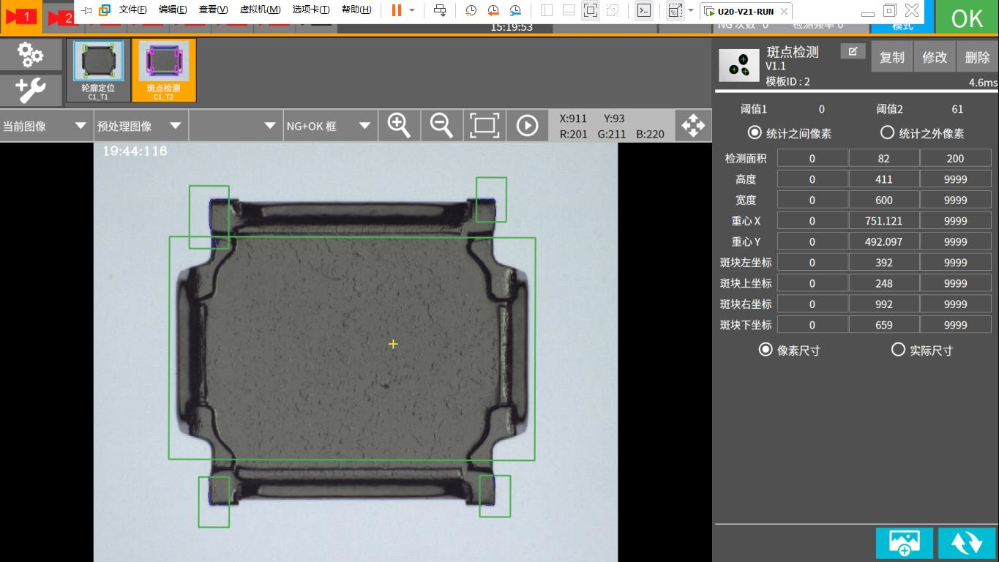 1
2
文件(F) 编辑(E) 查看(V) 虚拟机(M) 选项卡(T) 帮助(H)
U20-V21-RUN
OK
15:19:53
NG 次数 0 检测频率 0
模式
轮廓定位
C1_T1
斑点检测
C1_T2
斑点检测
V1.1
模板ID : 2
复制 修改 删除
4.6ms
当前图像
预处理图像
NG+OK 框
X:911 Y:93
R:201 G:211 B:220
19:44:116
阈值1 0 阈值2 61
统计之间像素 统计之外像素
检测面积 0 82 200
高度 0 411 9999
宽度 0 600 9999
重心 X 0 751.121 9999
重心 Y 0 492.097 9999
斑块左坐标 0 392 9999
斑块上坐标 0 248 9999
斑块右坐标 0 992 9999
斑块下坐标 0 659 9999
像素尺寸 实际尺寸